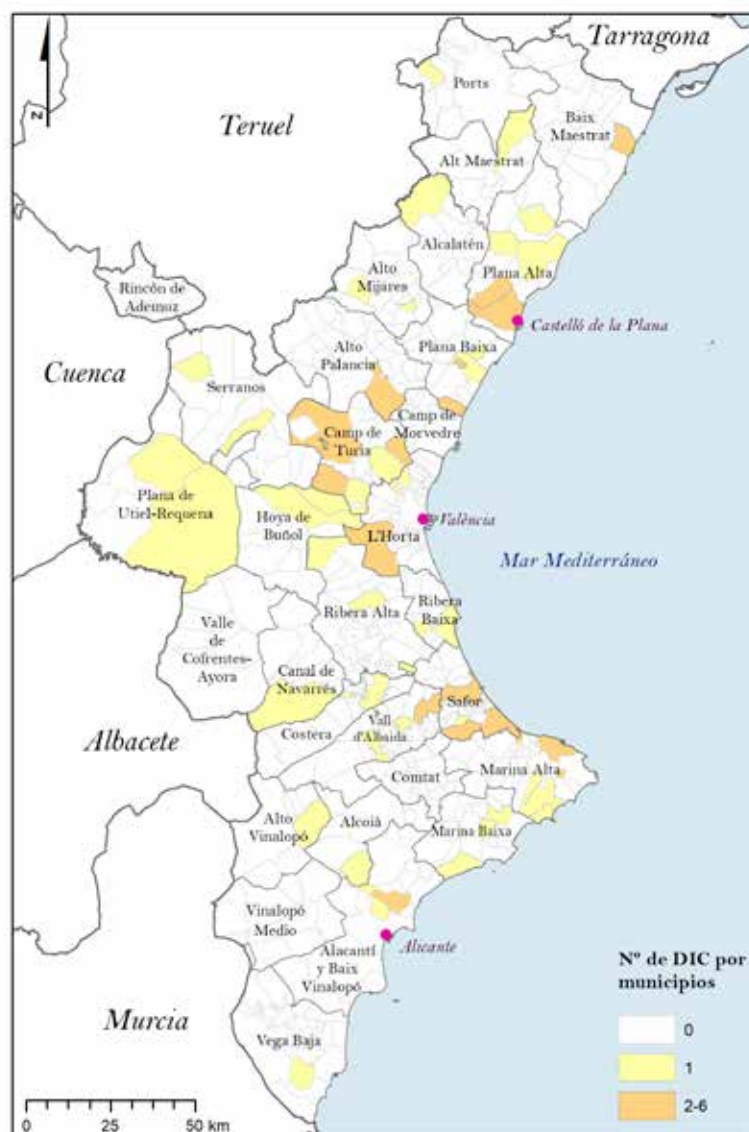 Tarragona
Teruel
Ports
Baix
Maestrat
Alt Maestrat
Alcalatén
Plana Alta
Alto
Mijares
Rincón de
Ademuz
Castelló de la Plana
Plana Baixa
Alto
Palancia
Cuenca
Serranos
Camp de
Morvedre
Camp de
Turia
Plana de
Utiel-Requena
Hoya de
Buñol
L'Horta
València
Mar Mediterráneo
Ribera Alta
Ribera
Baixa
Valle
de
Cofrentes-
Ayora
Canal de
Navarrés
Safor
Costera
Vall
d'Albaida
Albacete
Comtat
Marina Alta
Alto
Vinalopó
Alcoià
Marina Baixa
Vinalopó
Medio
Alicante
Alacantí
y Baix
Vinalopó
Murcia
Vega Baja
Nº de DIC por
municipios
0
1
2-6
0 25 50 km
N